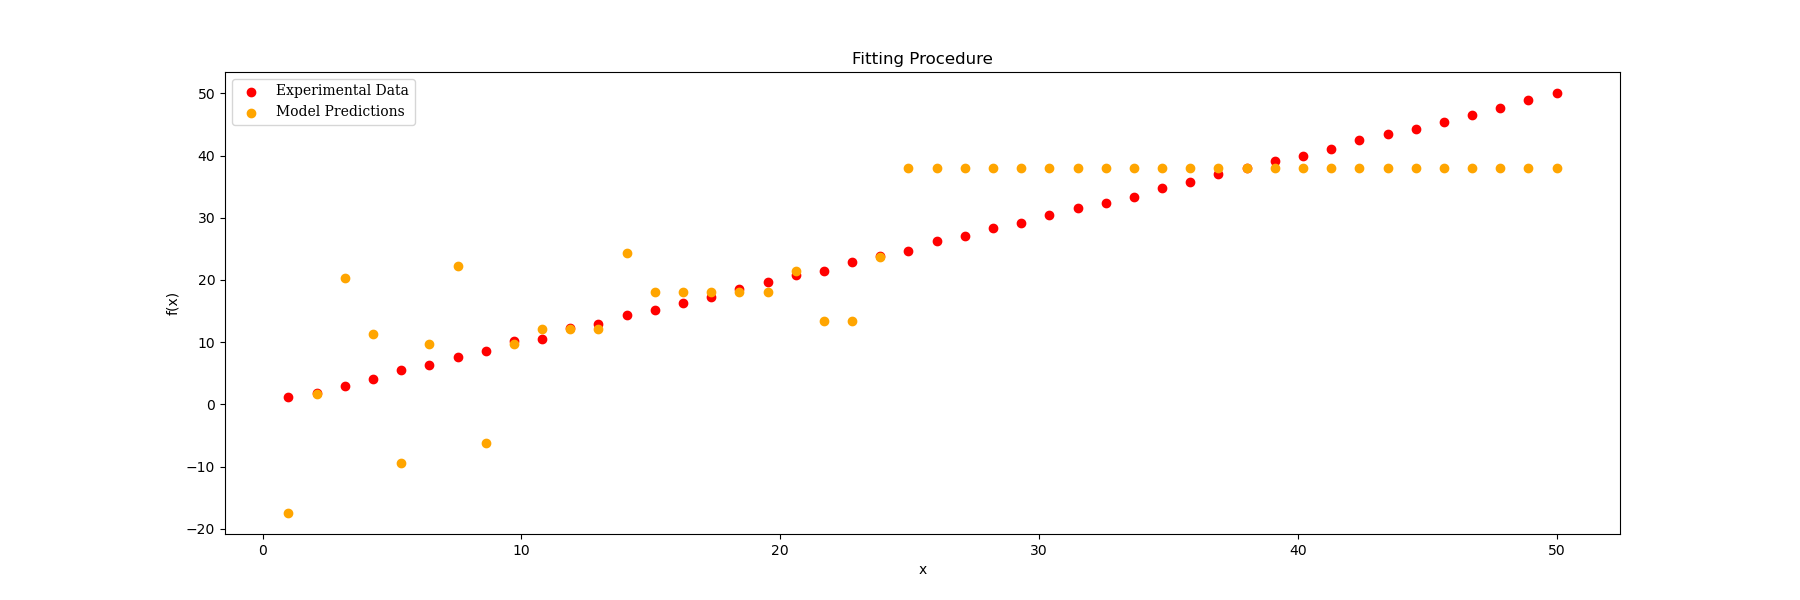 Fitting Procedure
Experimental Data
Model Predictions
f(x)
50
40
30
20
10
0
−10
−20
0 10 20 30 40 50
x